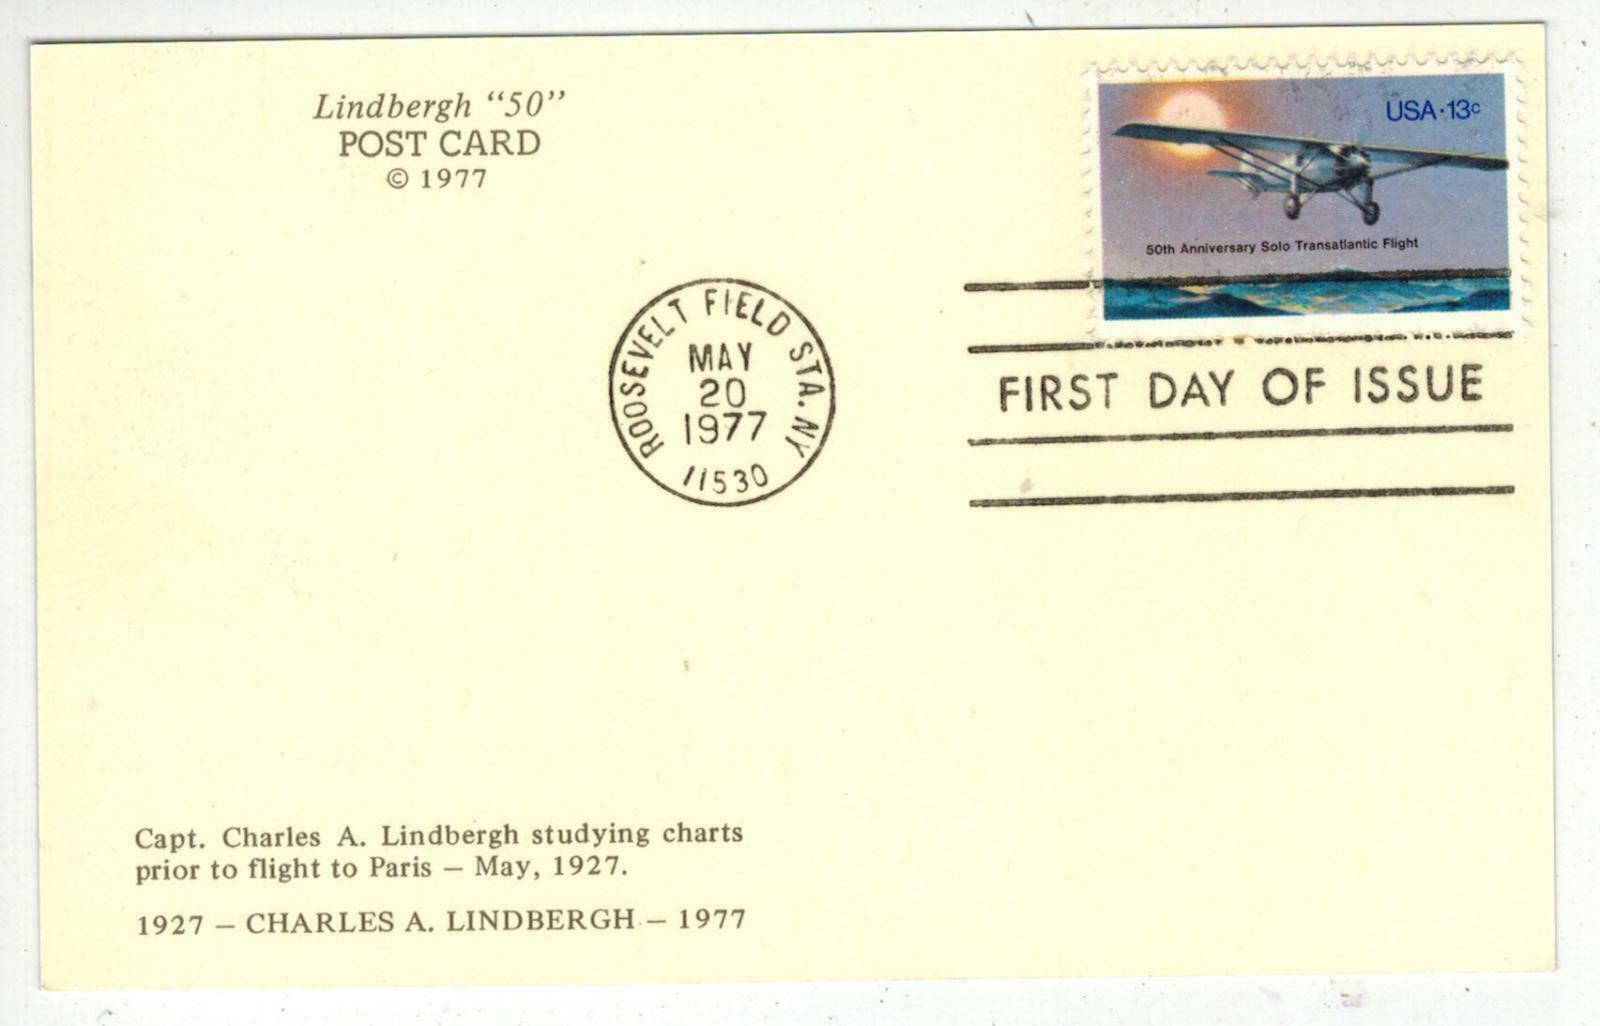 Lindbergh “50”
POST CARD
© 1977
USA·13c
50th Anniversary Solo Transatlantic Flight
ROOSEVELT FIELD STA. NY
MAY
20
1977
11530
FIRST DAY OF ISSUE
Capt. Charles A. Lindbergh studying charts
prior to flight to Paris — May, 1927.
1927 — CHARLES A. LINDBERGH — 1977